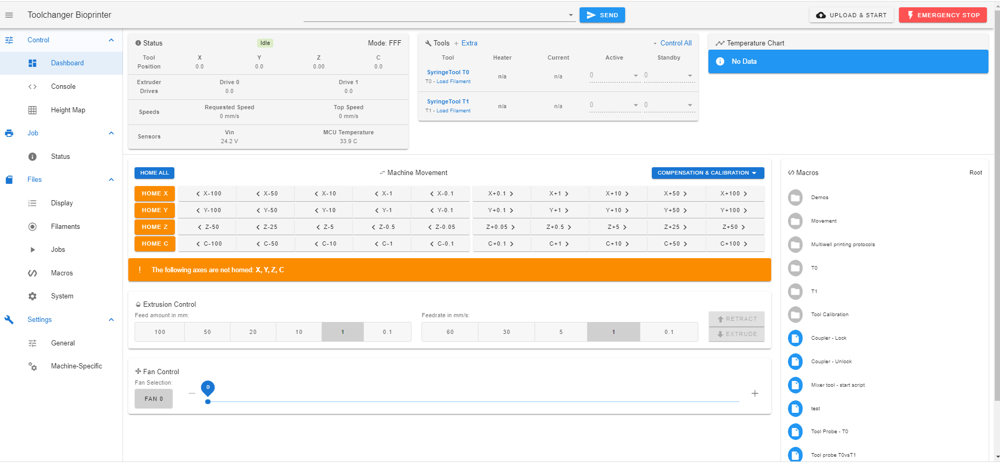 Toolchanger Bioprinter
SEND
UPLOAD & START
EMERGENCY STOP
Control
Dashboard
Console
Height Map
Job
Status
Files
Display
Filaments
Jobs
Macros
System
Settings
General
Machine-Specific
Status
Idle
Mode: FFF
Tool Position
X
0.0
Y
0.0
Z
0.00
C
0.0
Extruder Drives
Drive 0
0.0
Drive 1
0.0
Speeds
Requested Speed
0 mm/s
Top Speed
0 mm/s
Sensors
Vin
24.2 V
MCU Temperature
33.9 C
Tools + Extra
Control All
Tool Heater Current Active Standby
SyringeTool T0
T0 - Load Filament
n/a n/a 0 0
SyringeTool T1
T1 - Load Filament
n/a n/a 0 0
Temperature Chart
No Data
HOME ALL
Machine Movement
COMPENSATION & CALIBRATION
HOME X < X-100 < X-50 < X-10 < X-1 < X-0.1 X+0.1 > X+1 > X+10 > X+50 > X+100 >
HOME Y < Y-100 < Y-50 < Y-10 < Y-1 < Y-0.1 Y+0.1 > Y+1 > Y+10 > Y+50 > Y+100 >
HOME Z < Z-50 < Z-25 < Z-5 < Z-0.5 < Z-0.05 Z+0.05 > Z+0.5 > Z+5 > Z+25 > Z+50 >
HOME C < C-100 < C-50 < C-10 < C-1 < C-0.1 C+0.1 > C+1 > C+10 > C+50 > C+100 >
! The following axes are not homed: X, Y, Z, C
Extrusion Control
Feed amount in mm:
100 50 20 10 1 0.1
Feedrate in mm/s:
60 30 5 1 0.1
RETRACT
EXTRUDE
Fan Control
Fan Selection:
FAN 0
0
Macros
Root
Demos
Movement
Multiwell printing protocols
T0
T1
Tool Calibration
Coupler - Lock
Coupler - Unlock
Mixer tool - start script
test
Tool Probe - T0
Tool probe T0vsT1